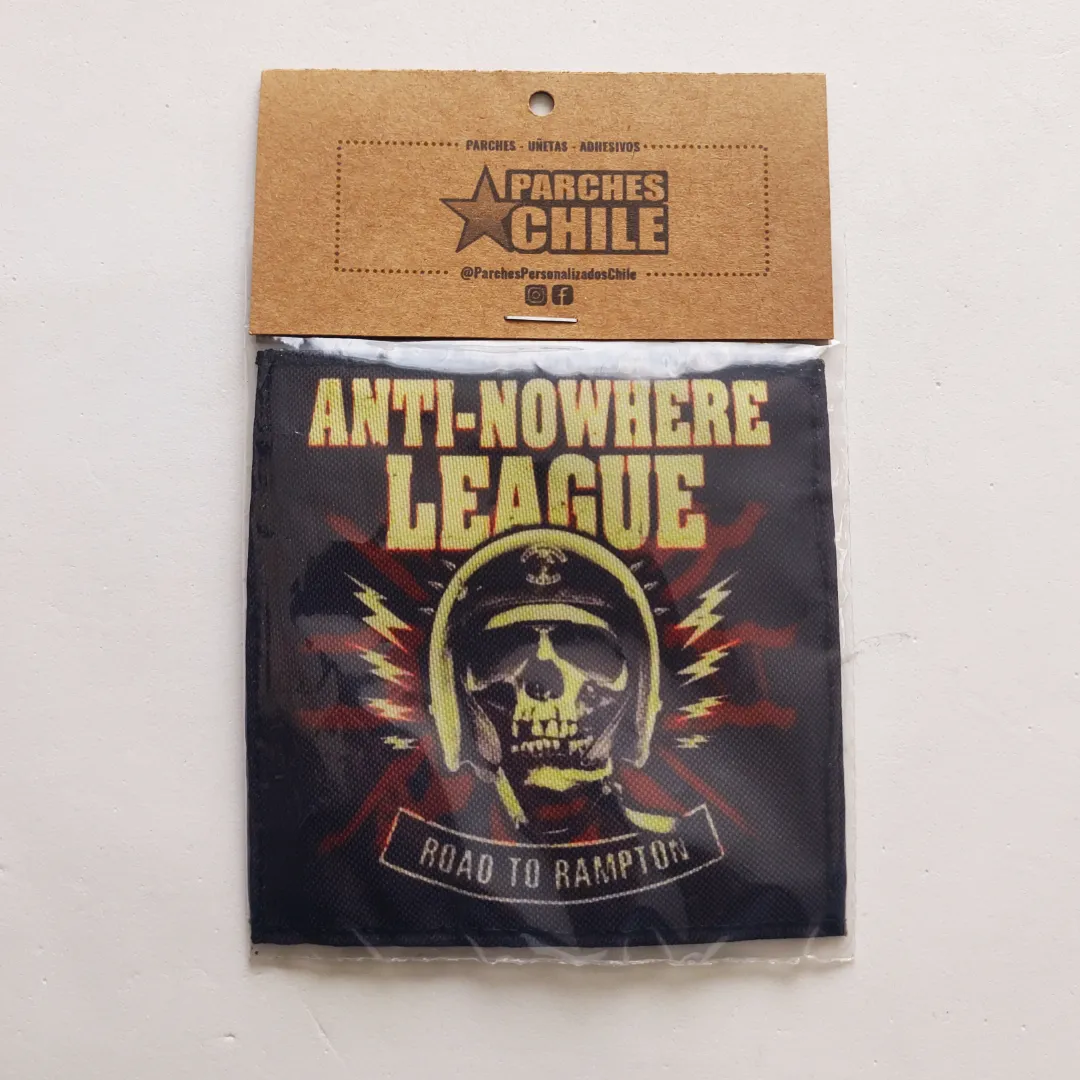 PARCHES - UÑETAS - ADHESIVOS
PARCHES
CHILE
@ParchesPersonalizadosChile
ANTI-NOWHERE
LEAGUE
ROAD TO RAMPTON